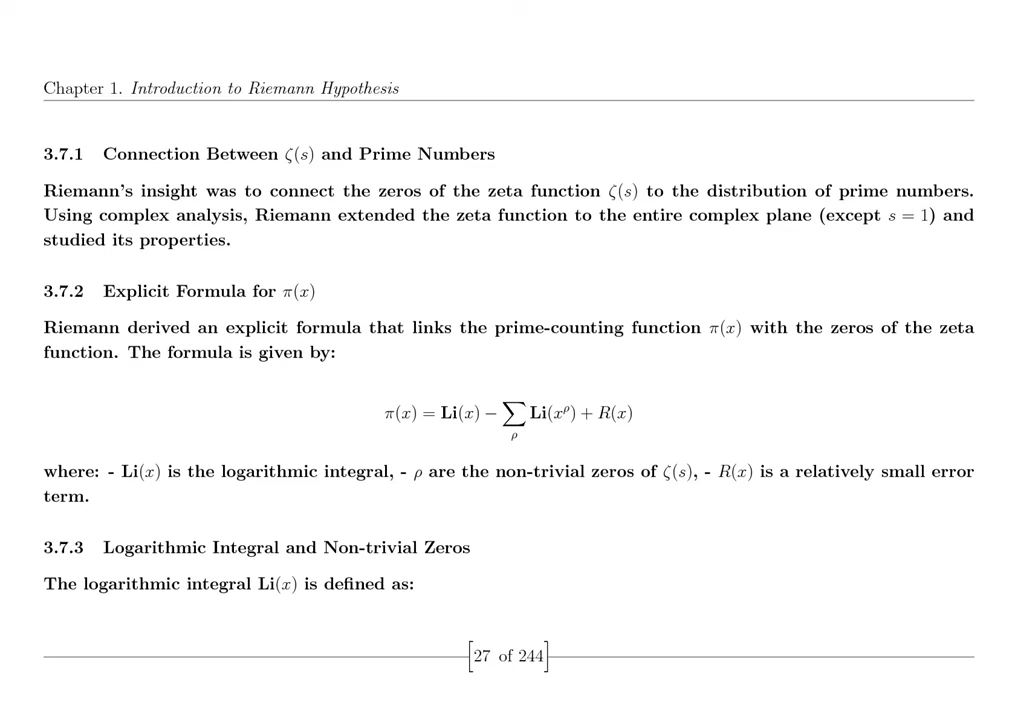 Chapter 1. Introduction to Riemann Hypothesis
3.7.1 Connection Between ζ(s) and Prime Numbers
Riemann's insight was to connect the zeros of the zeta function ζ(s) to the distribution of prime numbers.
Using complex analysis, Riemann extended the zeta function to the entire complex plane (except s = 1) and
studied its properties.
3.7.2 Explicit Formula for π(x)
Riemann derived an explicit formula that links the prime-counting function π(x) with the zeros of the zeta
function. The formula is given by:
π(x) = Li(x) − ∑ Li(x^ρ) + R(x)
ρ
where: - Li(x) is the logarithmic integral, - ρ are the non-trivial zeros of ζ(s), - R(x) is a relatively small error
term.
3.7.3 Logarithmic Integral and Non-trivial Zeros
The logarithmic integral Li(x) is defined as:
[27 of 244]